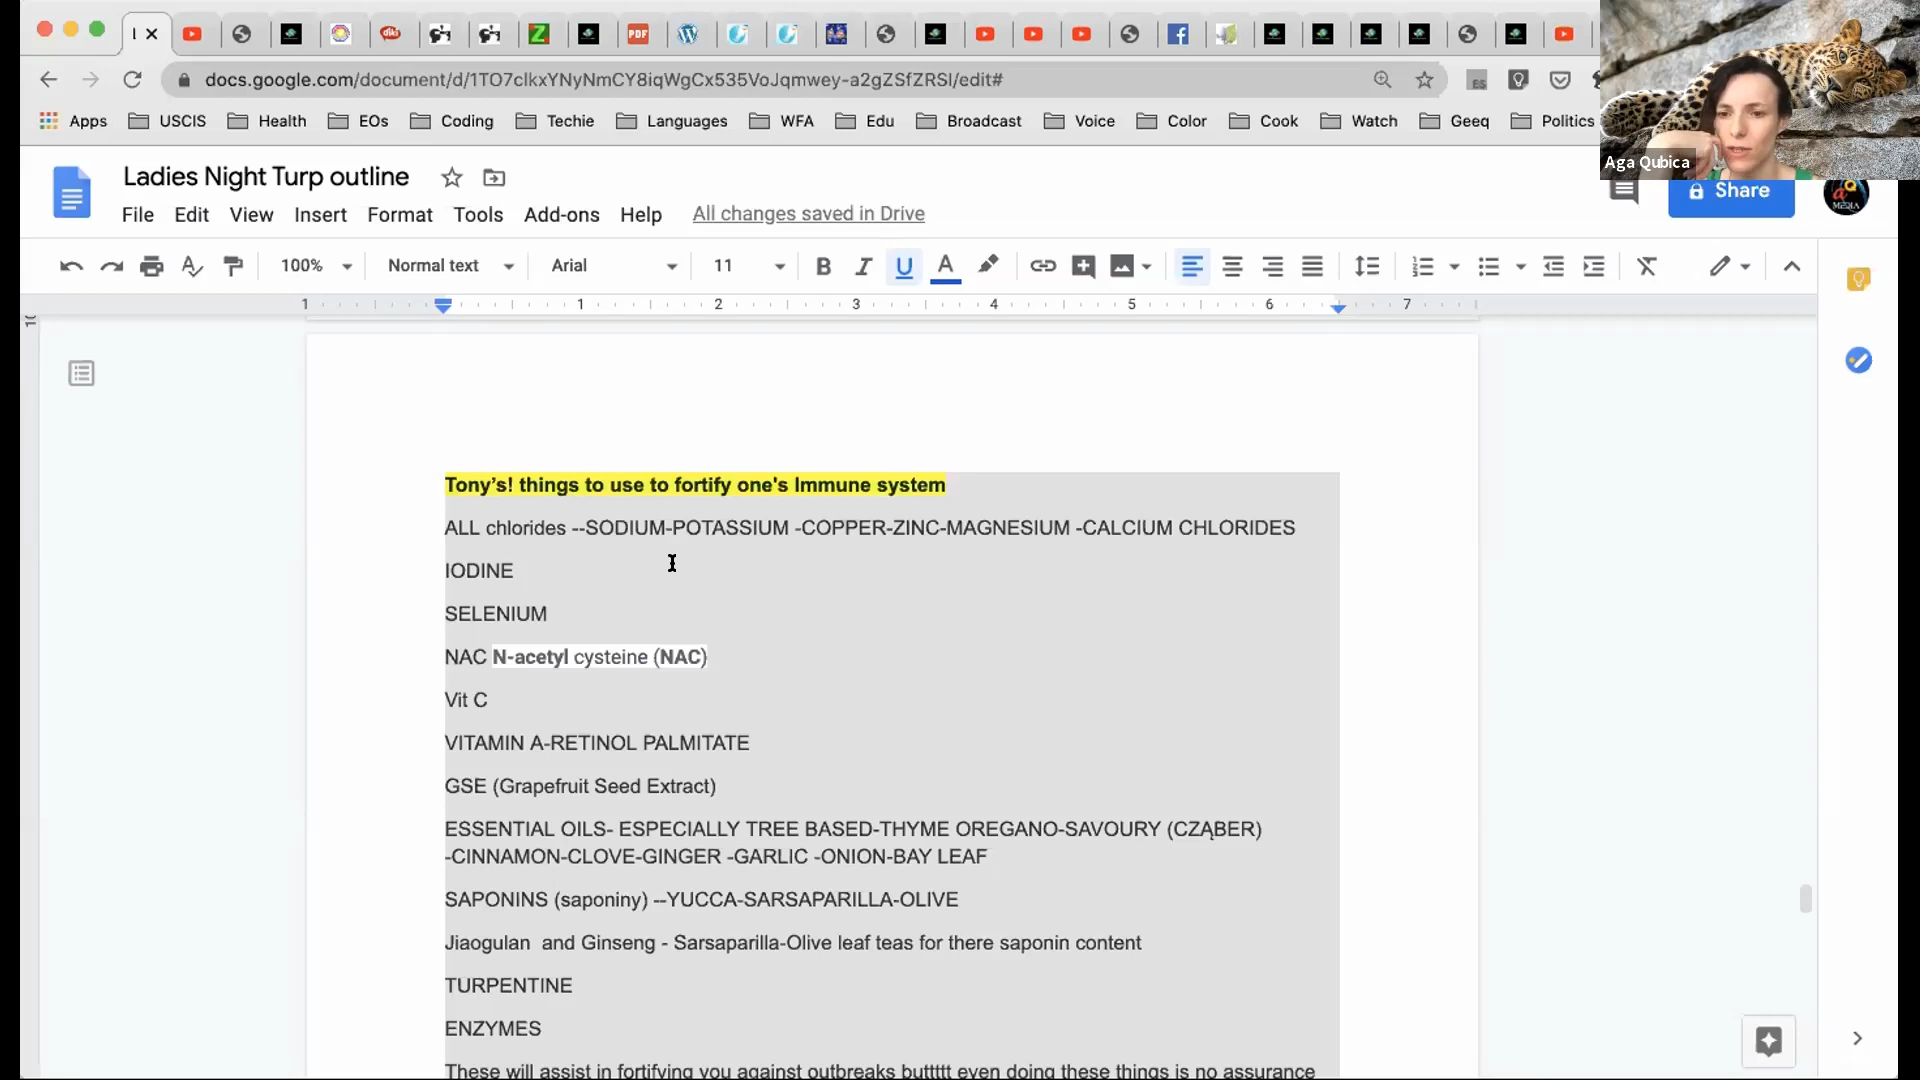 docs.google.com/document/d/1TO7clkxYNyNmCY8iqWgCx535VoJqmwey-a2gZSfZRSI/edit#
Apps USCIS Health EOs Coding Techie Languages WFA Edu Broadcast Voice Color Cook Watch Geeq Politics
Aga Qubica
Ladies Night Turp outline
Share
File Edit View Insert Format Tools Add-ons Help All changes saved in Drive
100% Normal text Arial 11
1 1 2 3 4 5 6 7
Tony's! things to use to fortify one's Immune system
ALL chlorides --SODIUM-POTASSIUM -COPPER-ZINC-MAGNESIUM -CALCIUM CHLORIDES
IODINE
SELENIUM
NAC N-acetyl cysteine (NAC)
Vit C
VITAMIN A-RETINOL PALMITATE
GSE (Grapefruit Seed Extract)
ESSENTIAL OILS- ESPECIALLY TREE BASED-THYME OREGANO-SAVOURY (CZĄBER)
-CINNAMON-CLOVE-GINGER -GARLIC -ONION-BAY LEAF
SAPONINS (saponiny) --YUCCA-SARSAPARILLA-OLIVE
Jiaogulan and Ginseng - Sarsaparilla-Olive leaf teas for there saponin content
TURPENTINE
ENZYMES
These will assist in fortifying you against outbreaks buttttt even doing these things is no assurance